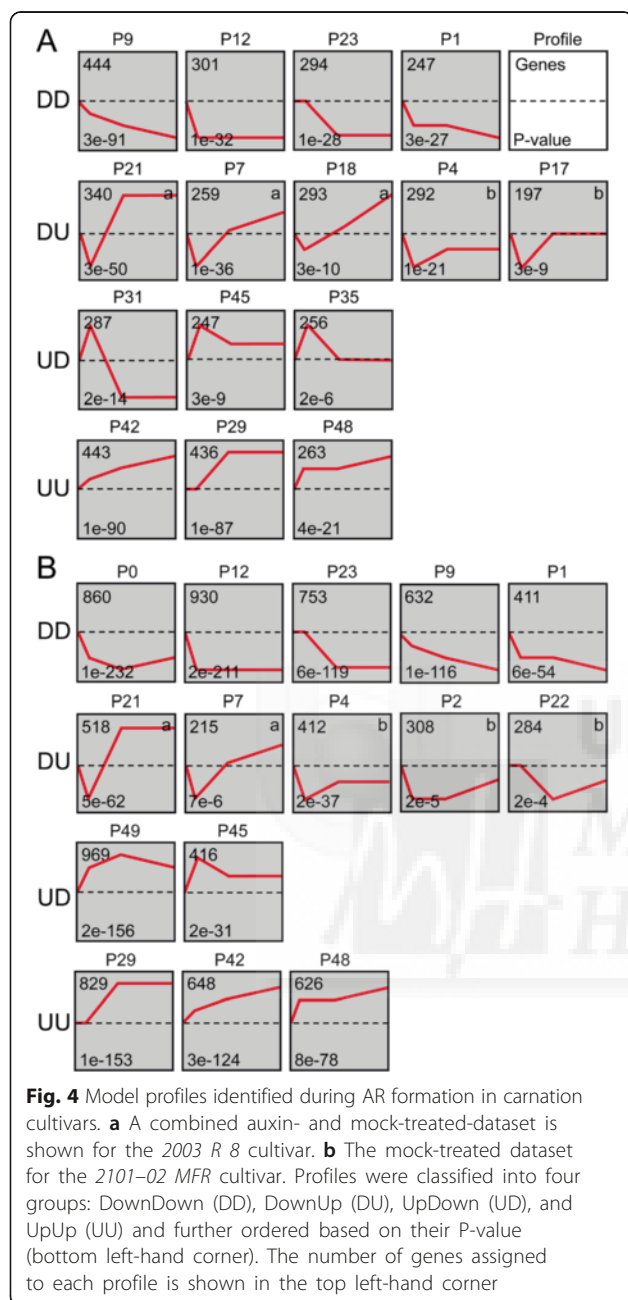 A
P9 P12 P23 P1 Profile
444 301 294 247 Genes
DD
3e-91 1e-32 1e-28 3e-27 P-value
P21 P7 P18 P4 P17
340 a 259 a 293 a 292 b 197 b
DU
3e-50 1e-36 3e-10 1e-21 3e-9
P31 P45 P35
287 247 256
UD
2e-14 3e-9 2e-6
P42 P29 P48
443 436 263
UU
1e-90 1e-87 4e-21
B
P0 P12 P23 P9 P1
860 930 753 632 411
DD
1e-232 2e-211 6e-119 1e-116 6e-54
P21 P7 P4 P2 P22
518 a 215 a 412 b 308 b 284 b
DU
5e-62 7e-6 2e-37 2e-5 2e-4
P49 P45
969 416
UD
2e-156 2e-31
P29 P42 P48
829 648 626
UU
1e-153 3e-124 8e-78
Fig. 4 Model profiles identified during AR formation in carnation
cultivars. a A combined auxin- and mock-treated-dataset is
shown for the 2003 R 8 cultivar. b The mock-treated dataset
for the 2101–02 MFR cultivar. Profiles were classified into four
groups: DownDown (DD), DownUp (DU), UpDown (UD), and
UpUp (UU) and further ordered based on their P-value
(bottom left-hand corner). The number of genes assigned
to each profile is shown in the top left-hand corner